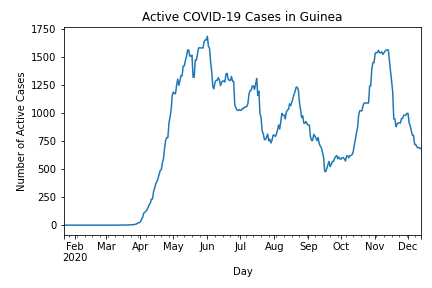 Active COVID-19 Cases in Guinea
Number of Active Cases
1750
1500
1250
1000
750
500
250
0
Feb Mar Apr May Jun Jul Aug Sep Oct Nov Dec
2020
Day